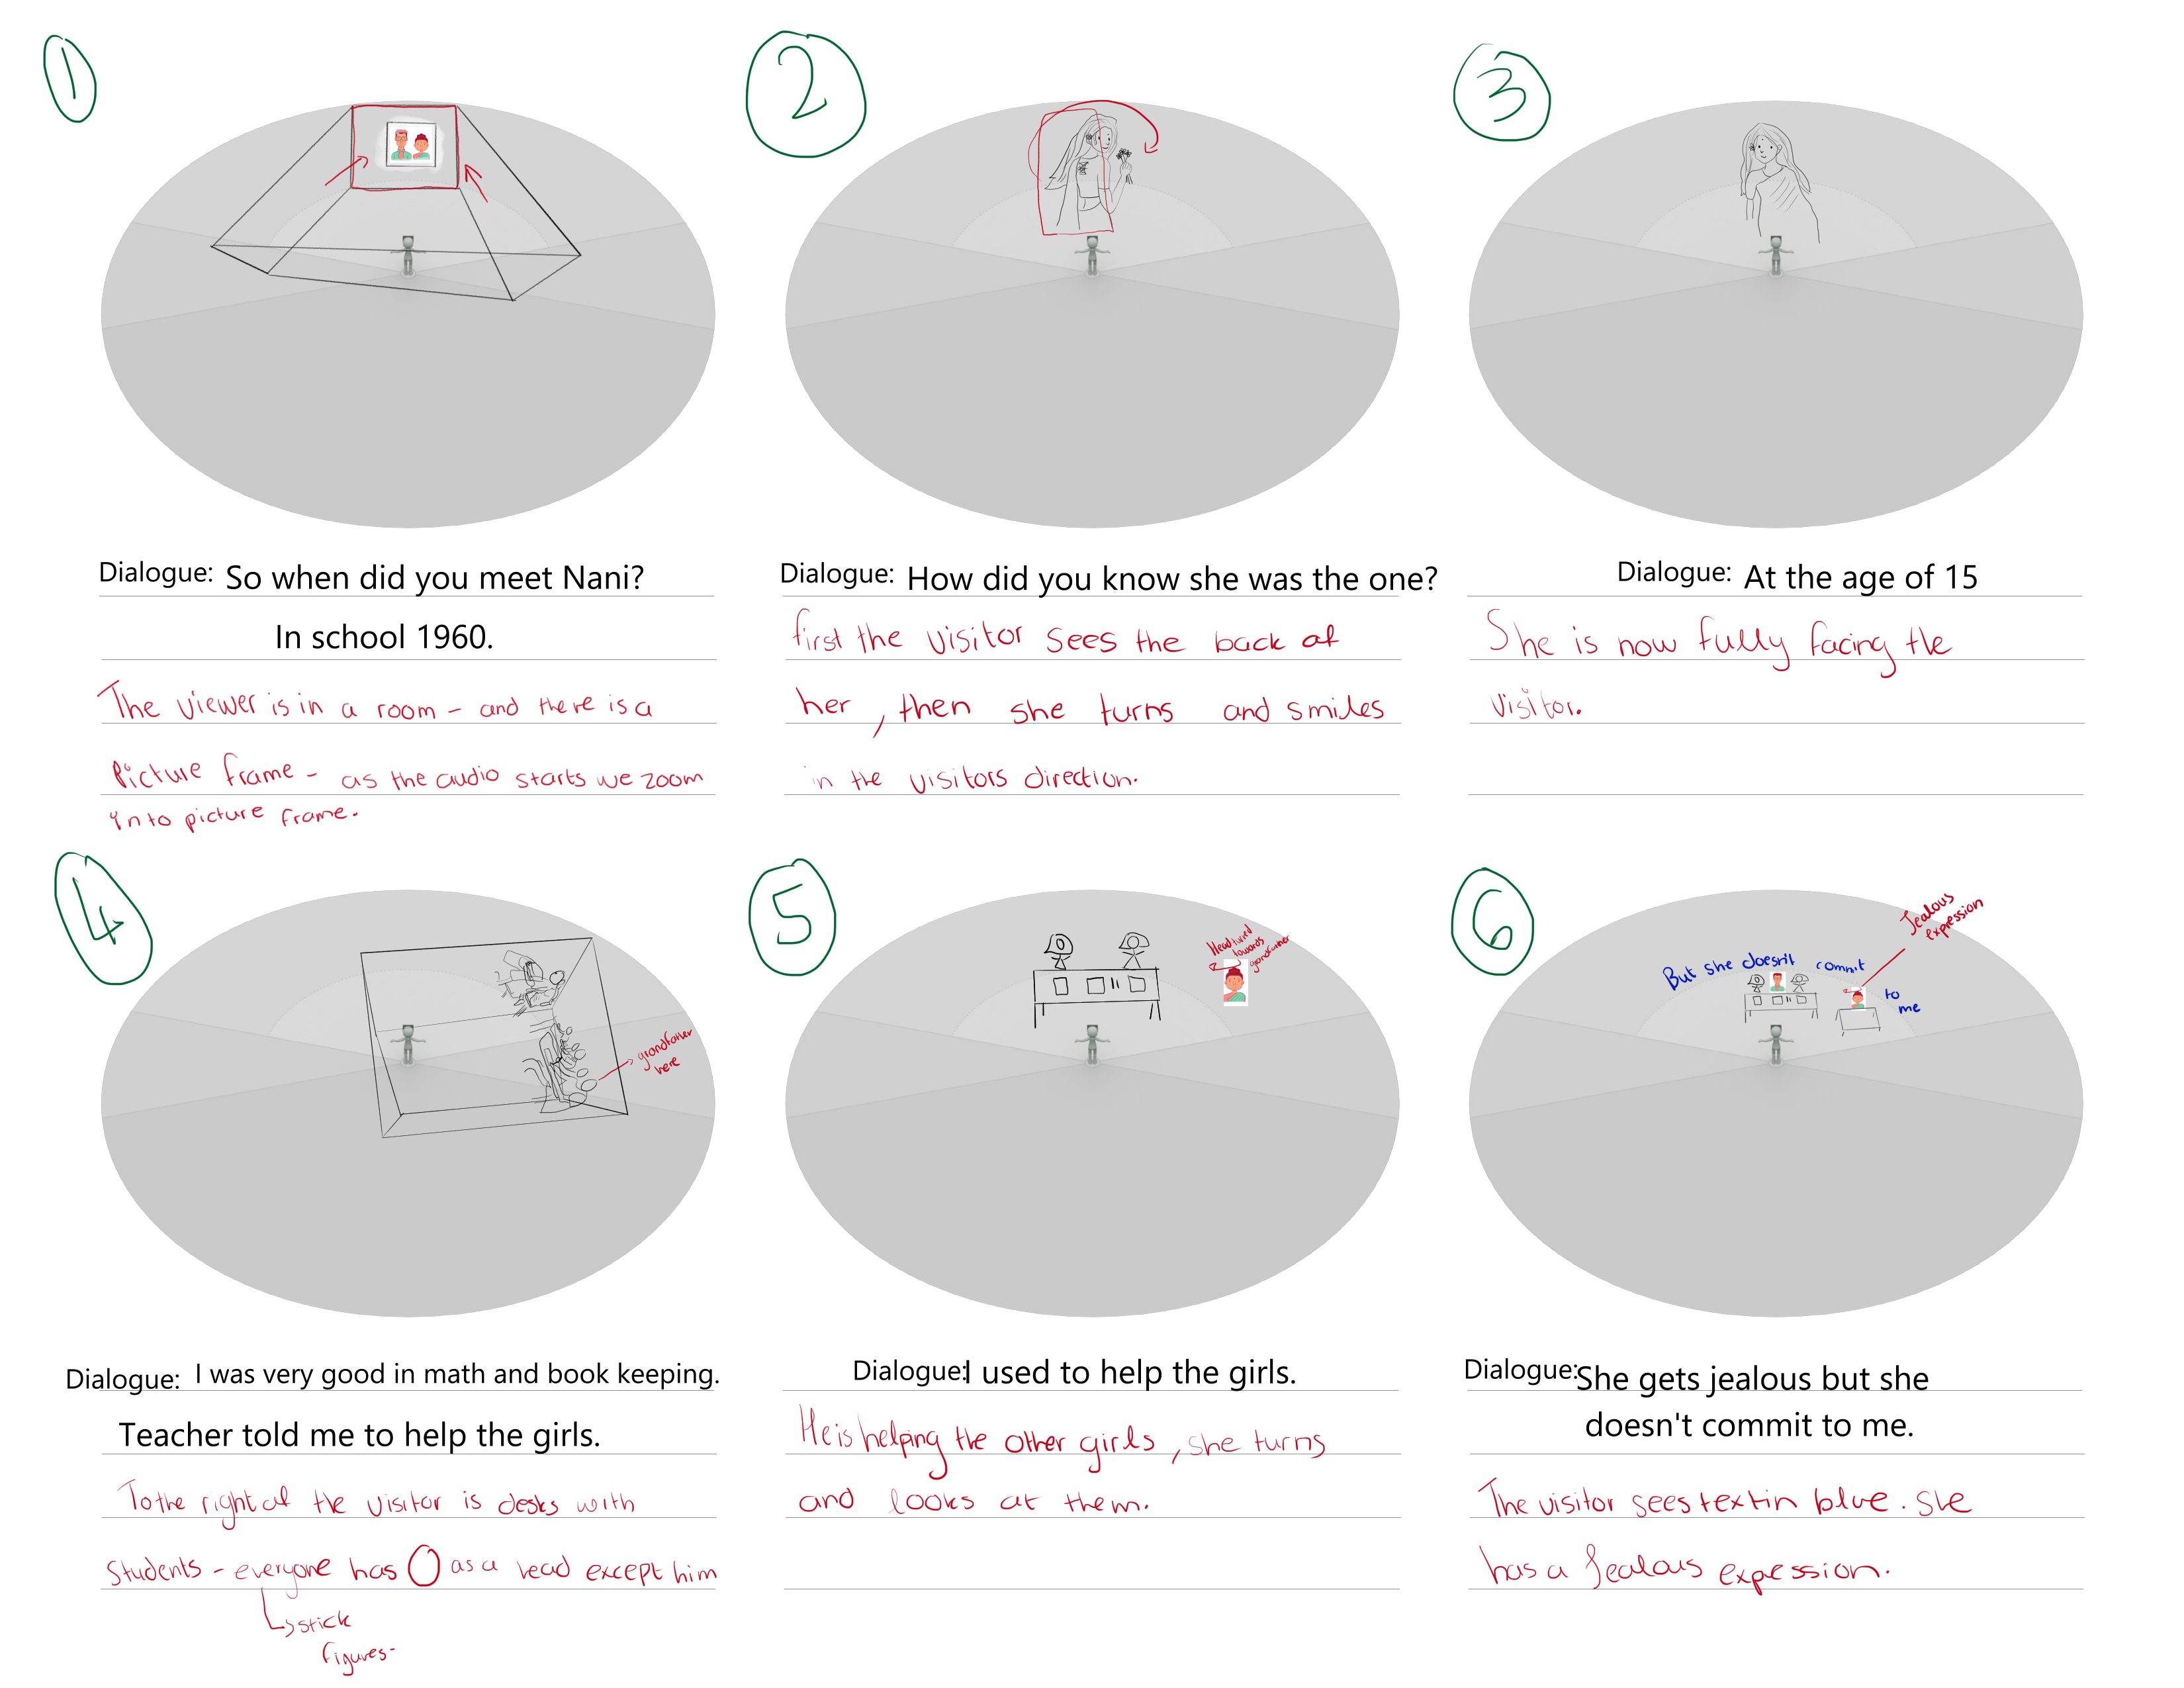 1
Dialogue: So when did you meet Nani?
In school 1960.
The viewer is in a room - and there is a
Picture frame - as the audio starts we zoom
into picture frame.
2
Dialogue: How did you know she was the one?
first the visitor sees the back of
her, then she turns and smiles
in the visitors direction.
3
Dialogue: At the age of 15
She is now fully facing the
visitor.
4
grandfather
here
Dialogue: I was very good in math and book keeping.
Teacher told me to help the girls.
To the right of the visitor is desks with
Students - everyone has O as a head except him
stick
figures-
5
Head turned
towards
grandfather
Dialogue:I used to help the girls.
He is helping the other girls, she turns
and looks at them.
6
Jealous
expression
But she doesn't commit
to
me
Dialogue:She gets jealous but she
doesn't commit to me.
The visitor sees text in blue. She
has a Jealous expession.